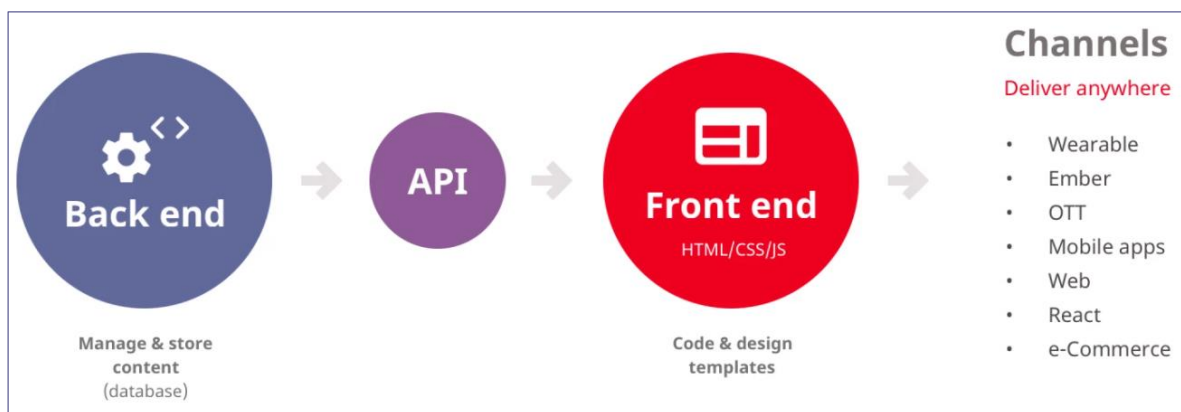 Back end
Manage & store
content
(database)
API
Front end
HTML/CSS/JS
Code & design
templates
Channels
Deliver anywhere
• Wearable
• Ember
• OTT
• Mobile apps
• Web
• React
• e-Commerce